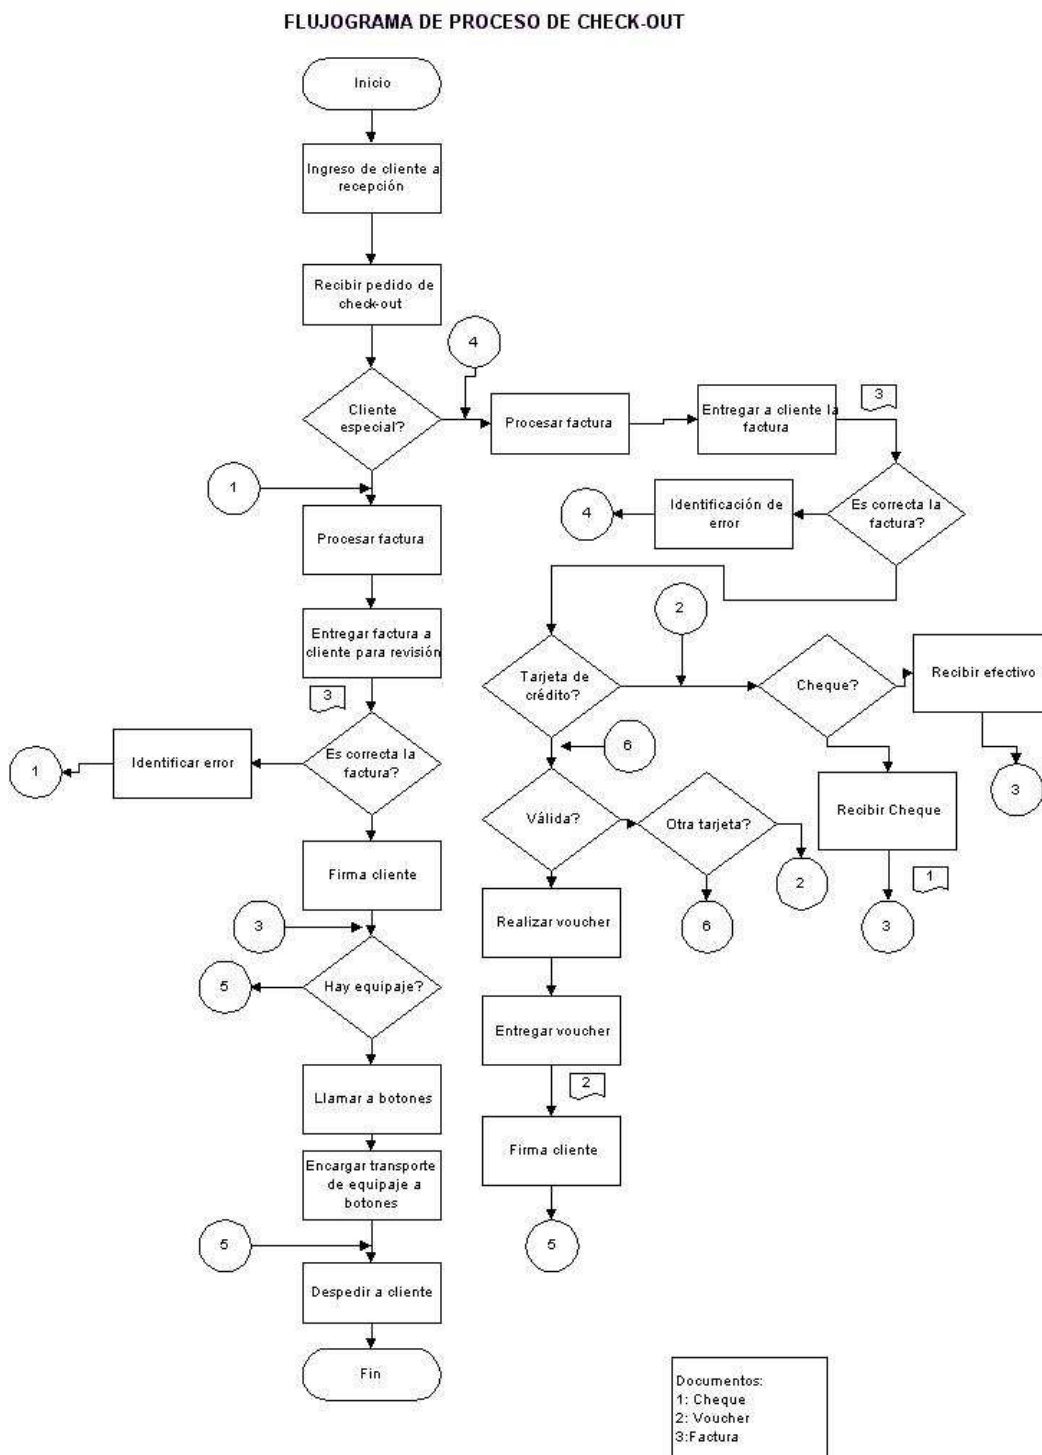 FLUJOGRAMA DE PROCESO DE CHECK-OUT
Inicio
Ingreso de cliente a
recepción
Recibir pedido de
check-out
4
Cliente
especial?
Procesar factura
Entregar a cliente la
factura
3
1
Procesar factura
4
Identificación de
error
Es correcta la
factura?
Entregar factura a
cliente para revisión
3
2
Tarjeta de
crédito?
Cheque?
Recibir efectivo
1
Identificar error
Es correcta la
factura?
6
3
Válida?
Otra tarjeta?
Recibir Cheque
Firma cliente
2
1
3
Realizar voucher
6
3
5
Hay equipaje?
Entregar voucher
2
Llamar a botones
Firma cliente
Encargar transporte
de equipaje a
botones
5
5
Despedir a cliente
Fin
Documentos:
1: Cheque
2: Voucher
3:Factura